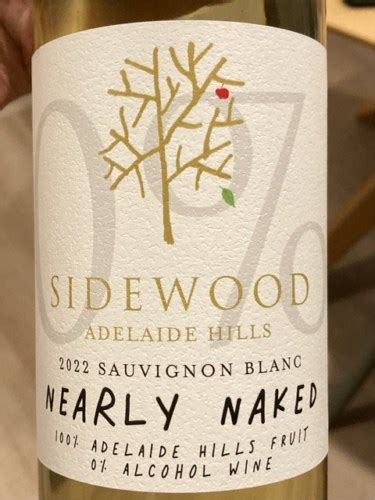 0%
SIDEWOOD
ADELAIDE HILLS
2022 SAUVIGNON BLANC
NEARLY NAKED
100% ADELAIDE HILLS FRUIT
0% ALCOHOL WINE